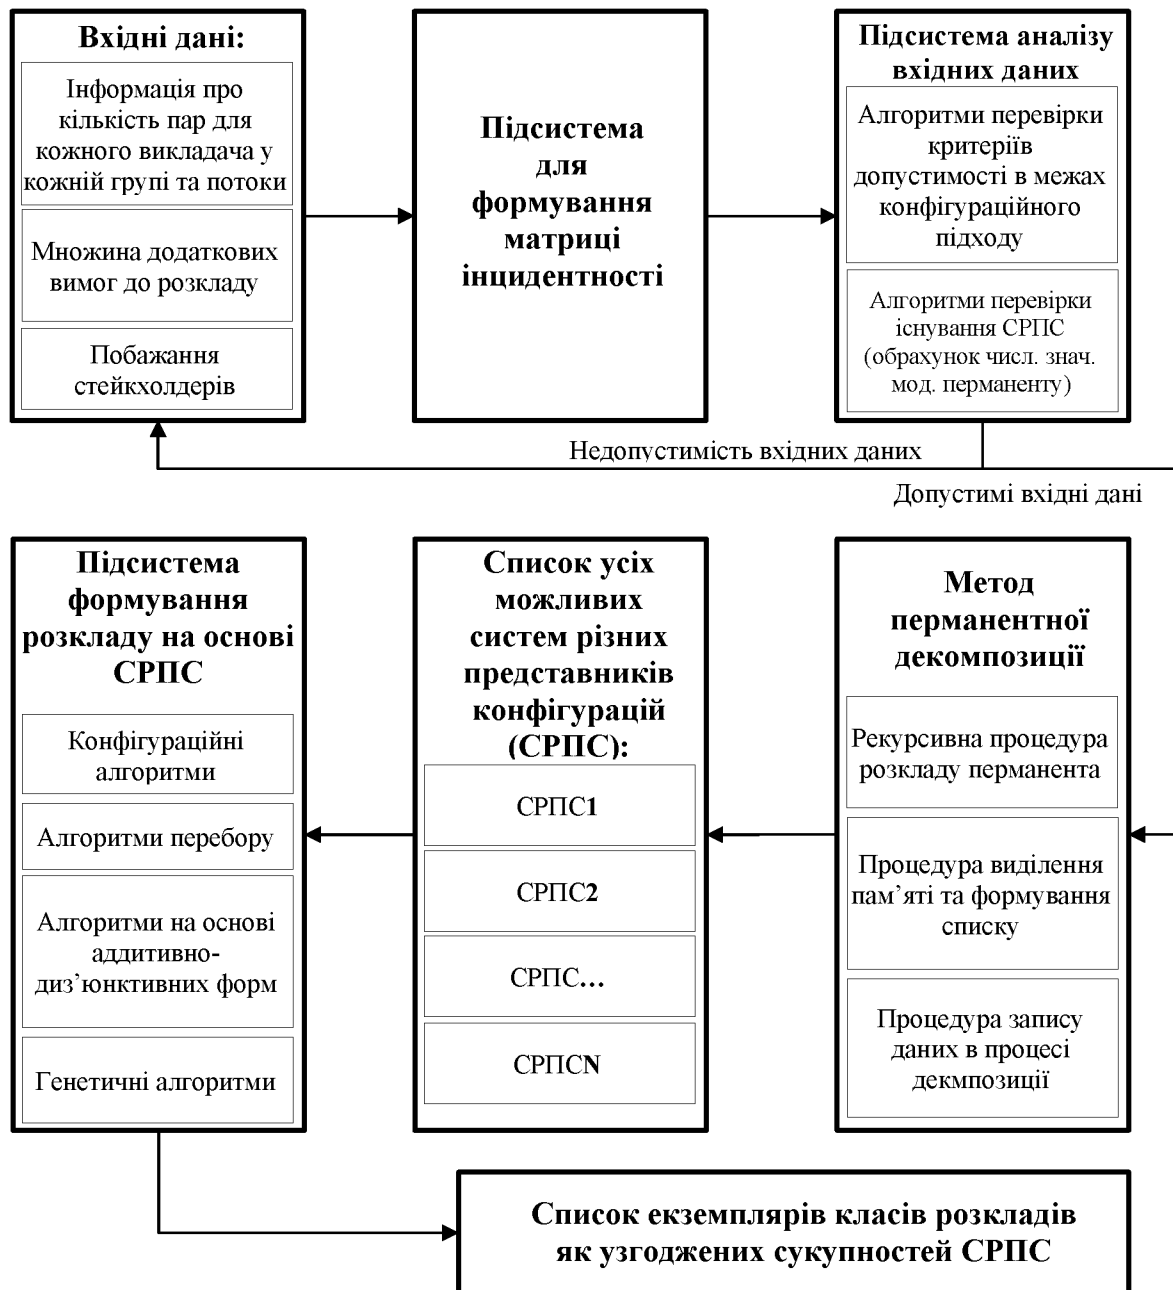 Вхідні дані:
Інформація про
кількість пар для
кожного викладача у
кожній групі та потоки
Множина додаткових
вимог до розкладу
Побажання
стейкхолдерів
Підсистема
для
формування
матриці
інцидентності
Підсистема аналізу
вхідних даних
Алгоритми перевірки
критеріїв
допустимості в межах
конфігураційного
підходу
Алгоритми перевірки
існування СРПС
(обрахунок числ. знач.
мод. перманенту)
Недопустимість вхідних даних
Допустимі вхідні дані
Підсистема
формування
розкладу на основі
СРПС
Конфігураційні
алгоритми
Алгоритми перебору
Алгоритми на основі
аддитивно-
диз’юнктивних форм
Генетичні алгоритми
Список усіх
можливих
систем різних
представників
конфігурацій
(СРПС):
СРПС1
СРПС2
СРПС...
СРПСN
Метод
перманентної
декомпозиції
Рекурсивна процедура
розкладу перманента
Процедура виділення
пам’яті та формування
списку
Процедура запису
даних в процесі
декмпозиції
Список екземплярів класів розкладів
як узгоджених сукупностей СРПС